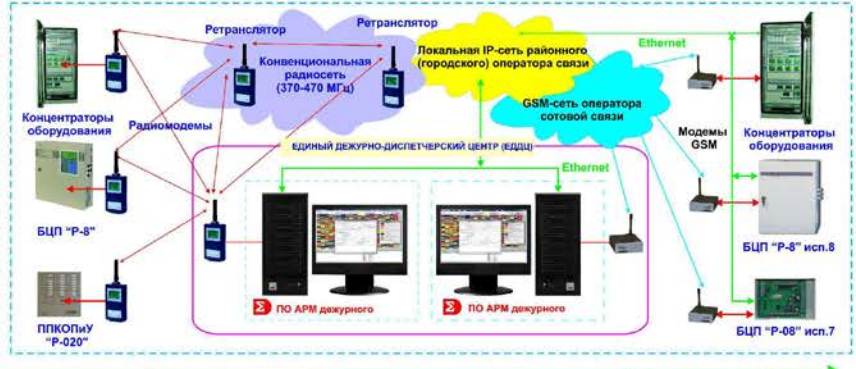 Ретранслятор
Ретранслятор
Конвенциональная
радиосеть
(370-470 МГц)
Локальная IP-сеть районного
(городского) оператора связи
Ethernet
GSM-сеть оператора
сотовой связи
Концентраторы
оборудования
Радиомодемы
Модемы
GSM
Концентраторы
оборудования
ЕДИНЫЙ ДЕЖУРНО-ДИСПЕТЧЕРСКИЙ ЦЕНТР (ЕДДЦ)
Ethernet
БЦП "Р-8"
БЦП "Р-8" исп.8
Σ ПО АРМ дежурного
Σ ПО АРМ дежурного
ППКОПиУ
"Р-020"
БЦП "Р-08" исп.7